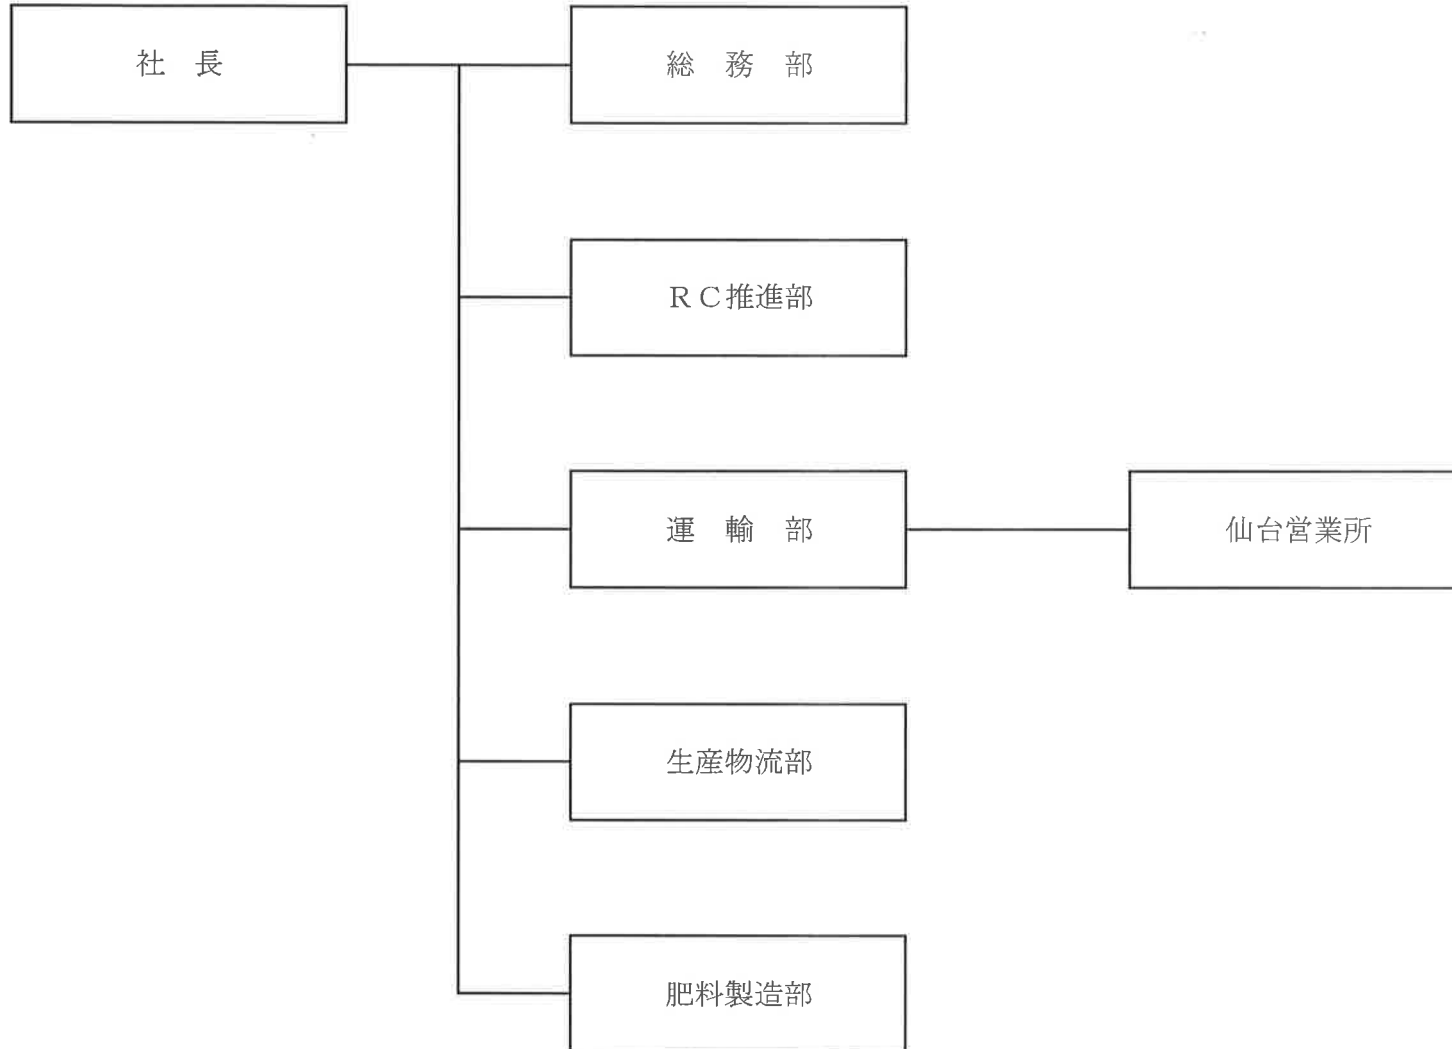 社　長
総　務　部
ＲＣ推進部
運　輸　部
仙台営業所
生産物流部
肥料製造部